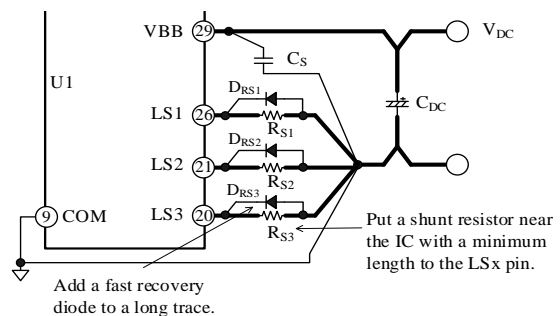 VBB
29
VDC
CS
U1
DRS1
CDC
LS1
26
RS1
DRS2
LS2
21
RS2
DRS3
9
COM
LS3
20
RS3
Put a shunt resistor near
the IC with a minimum
length to the LSx pin.
Add a fast recovery
diode to a long trace.